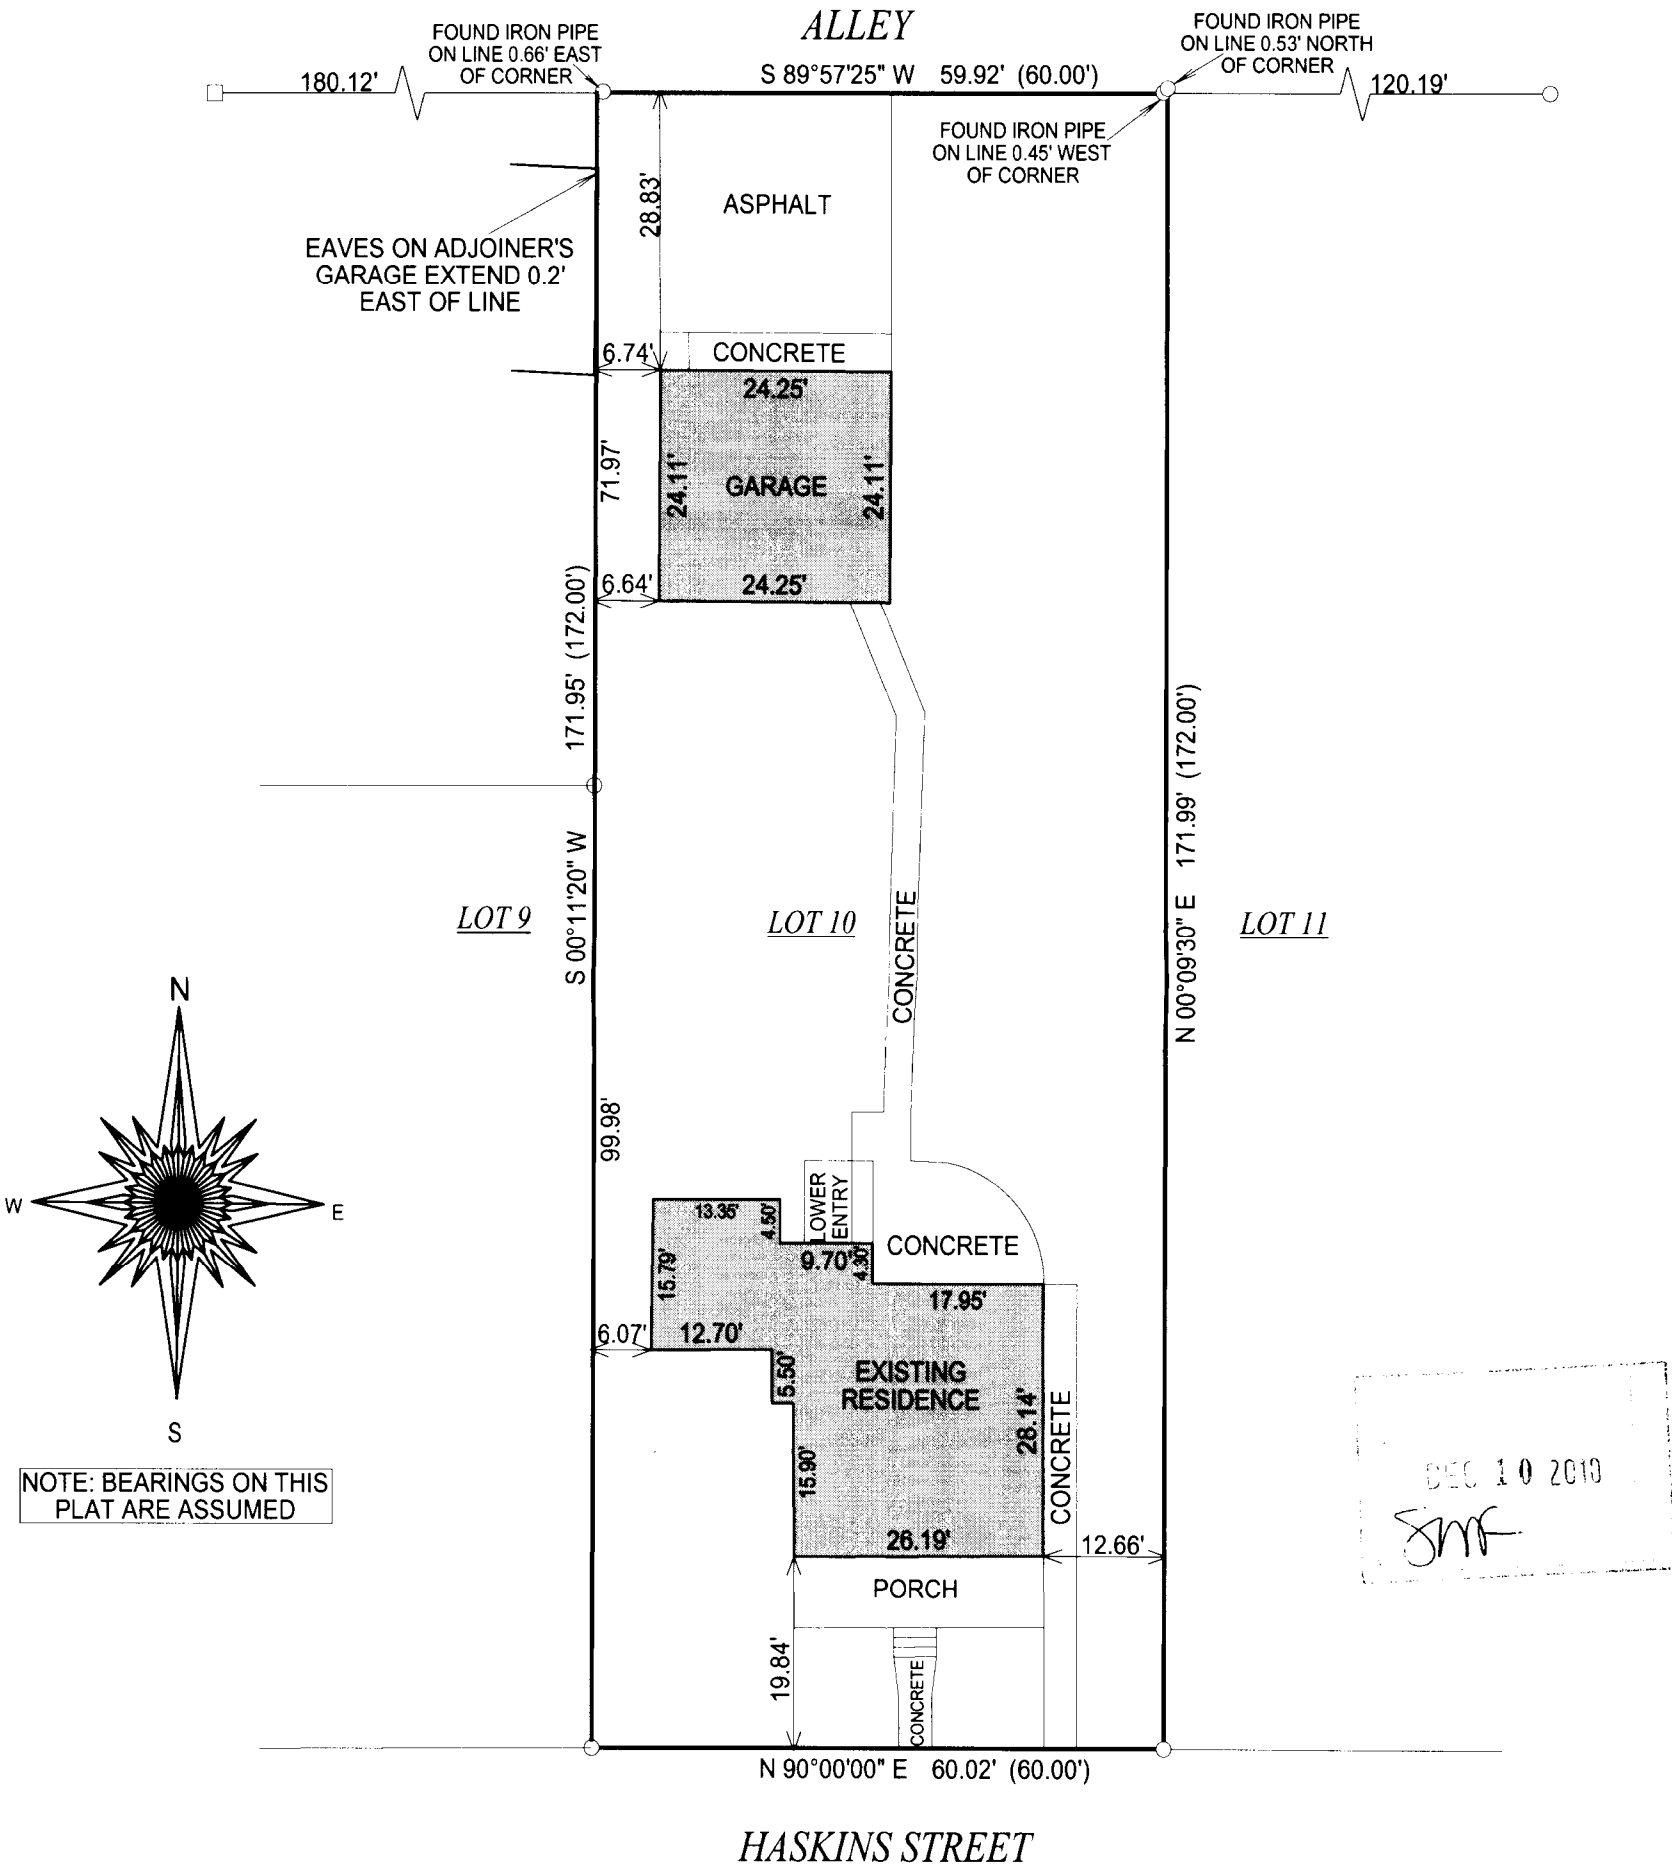 ALLEY
FOUND IRON PIPE
ON LINE 0.66' EAST
OF CORNER
FOUND IRON PIPE
ON LINE 0.53' NORTH
OF CORNER
180.12'
S 89°57'25" W 59.92' (60.00')
120.19'
FOUND IRON PIPE
ON LINE 0.45' WEST
OF CORNER
28.83'
ASPHALT
EAVES ON ADJOINER'S
GARAGE EXTEND 0.2'
EAST OF LINE
6.74'
CONCRETE
24.25'
71.97'
24.11'
GARAGE
24.11'
6.64'
24.25'
171.95' (172.00')
S 00°11'20" W
N 00°09'30" E 171.99' (172.00')
LOT 9
LOT 10
CONCRETE
LOT 11
N
W
E
S
NOTE: BEARINGS ON THIS
PLAT ARE ASSUMED
99.98'
13.35'
4.50'
LOWER
ENTRY
15.79'
9.70'
4.30'
CONCRETE
17.95'
6.07'
12.70'
5.50'
EXISTING
RESIDENCE
28.14'
CONCRETE
15.90'
26.19'
12.66'
PORCH
19.84'
CONCRETE
DEC 10 2010
N 90°00'00" E 60.02' (60.00')
HASKINS STREET